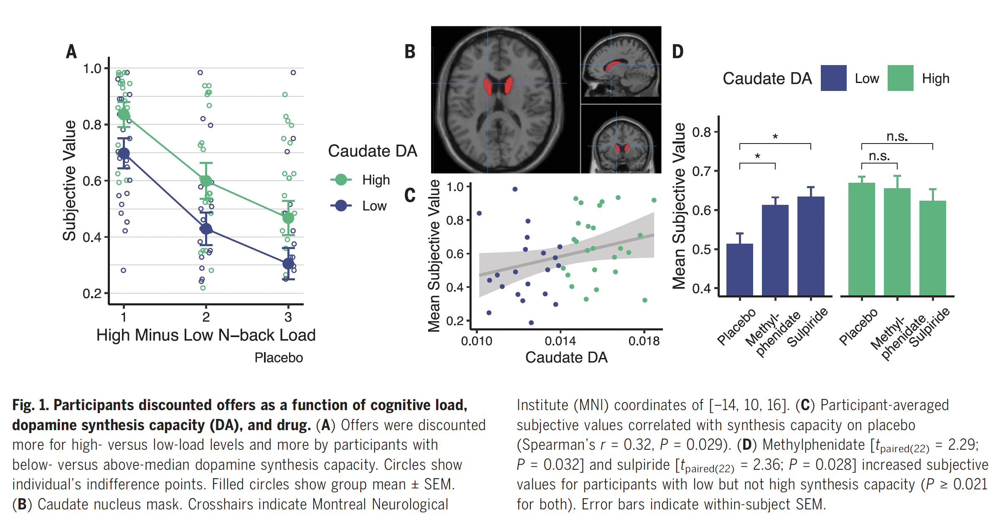 A
1.0
0.8
0.6
0.4
0.2
Subjective Value
1 2 3
High Minus Low N–back Load
Placebo
Caudate DA
High
Low
B
C
1.0
0.8
0.6
0.4
0.2
Mean Subjective Value
0.010 0.014 0.018
Caudate DA
D
Caudate DA Low High
0.8
0.7
0.6
0.5
0.4
Mean Subjective Value
*
*
n.s.
n.s.
Placebo
Methyl-
phenidate
Sulpiride
Placebo
Methyl-
phenidate
Sulpiride
Fig. 1. Participants discounted offers as a function of cognitive load,
dopamine synthesis capacity (DA), and drug. (A) Offers were discounted
more for high- versus low-load levels and more by participants with
below- versus above-median dopamine synthesis capacity. Circles show
individual’s indifference points. Filled circles show group mean ± SEM.
(B) Caudate nucleus mask. Crosshairs indicate Montreal Neurological
Institute (MNI) coordinates of [–14, 10, 16]. (C) Participant-averaged
subjective values correlated with synthesis capacity on placebo
(Spearman’s r = 0.32, P = 0.029). (D) Methylphenidate [tpaired(22) = 2.29;
P = 0.032] and sulpiride [tpaired(22) = 2.36; P = 0.028] increased subjective
values for participants with low but not high synthesis capacity (P ≥ 0.021
for both). Error bars indicate within-subject SEM.